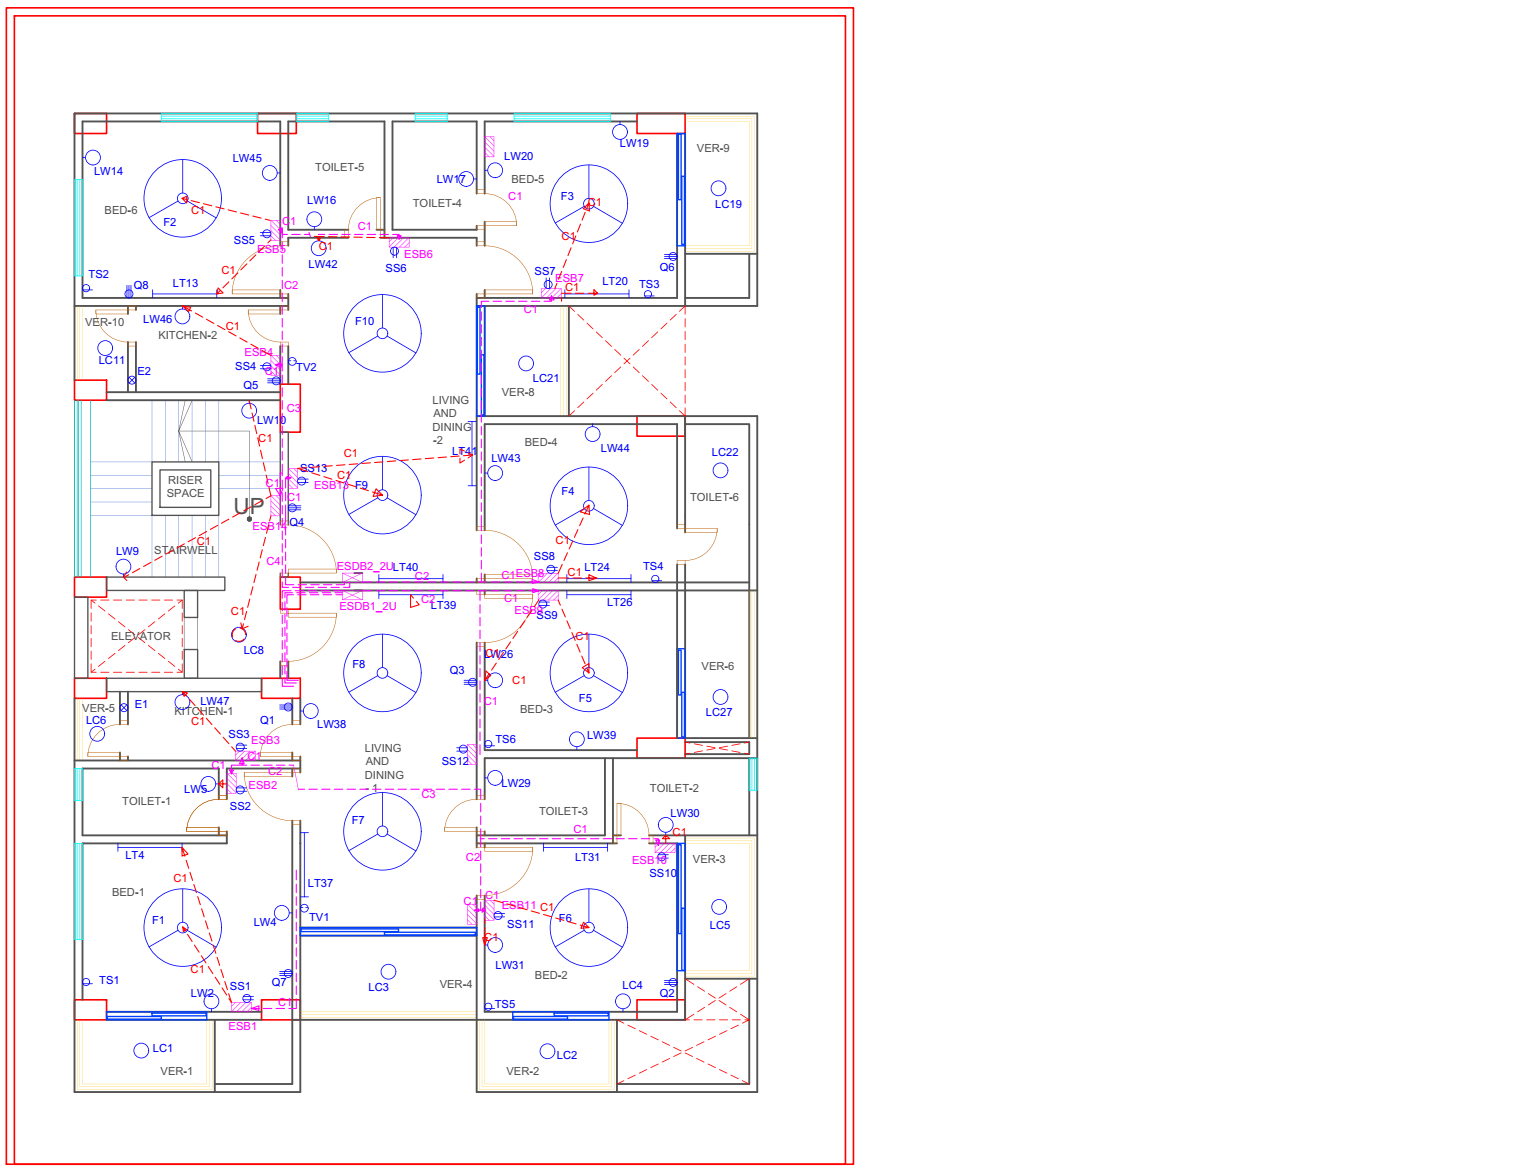 LW19
LW45
LW20
VER-9
LW14
TOILET-5
LW17
BED-5
LW16
C1
F3
C1
LC19
BED-6
C1
TOILET-4
F2
C1
C1
SS5
C1
C1
ESB5
LW42
SS6
ESB6
Q6
TS2
C1
Q8
LT13
C2
SS7
ESB7
LT20
TS3
C1
C1
VER-10
LW46
C1
KITCHEN-2
F10
LC11
ESB4
SS4
TV2
E2
Q5
LC21
VER-8
LIVING
AND
DINING
-2
C3
LW10
C1
BED-4
LW44
LT41
C1
LW43
LC22
SS13
C1
RISER
SPACE
C1
F9
F4
TOILET-6
C1
UP
Q4
C1
STAIRWELL
LW9
C1
C4
ESDB2_2U
LT40
C2
C1
SS8
ESB8
C1
LT24
TS4
ESDB1_2U
C2
LT39
C1
SS9
LT26
C1
ELEVATOR
LC8
C1
LW26
F8
Q3
C1
VER-6
F5
C1
BED-3
LC27
VER-5
E1
LW47
KITCHEN-1
Q1
LW38
LC6
C1
SS3
ESB3
LIVING
AND
DINING
-1
TS6
LW39
SS12
C1
C2
LW5
ESB2
SS2
C3
LW29
TOILET-1
TOILET-3
TOILET-2
LW30
F7
C1
C1
LT4
C2
LT31
SS10
VER-3
C1
BED-1
LT37
F1
LW4
TV1
C1
C1
ESB11
C1
SS11
F6
LC5
C1
C1
LW31
BED-2
TS1
Q7
LW2
SS1
C1
ESB1
LC3
VER-4
TS5
LC4
Q2
LC1
VER-1
LC2
VER-2